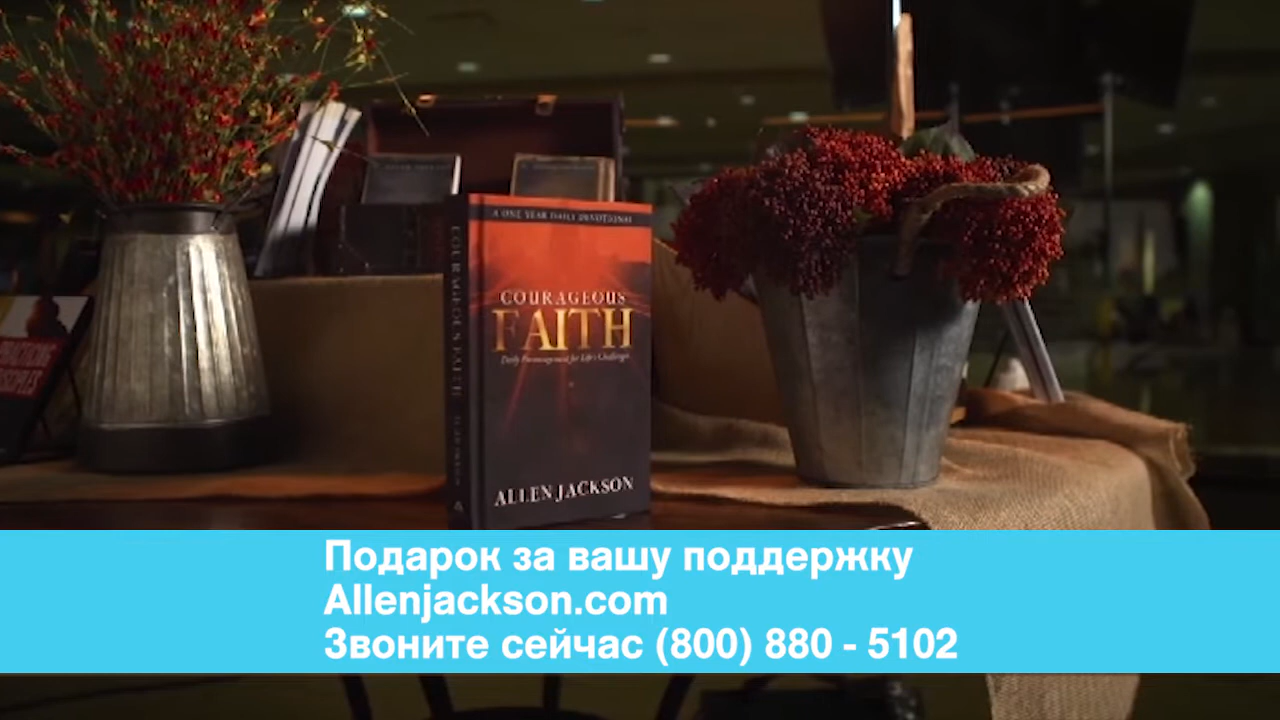 A ONE YEAR DAILY DEVOTIONAL
COURAGEOUS
FAITH
Daily Encouragement for Life's Challenges
ALLEN JACKSON
COURAGEOUS FAITH
Подарок за вашу поддержку
Allenjackson.com
Звоните сейчас (800) 880 - 5102